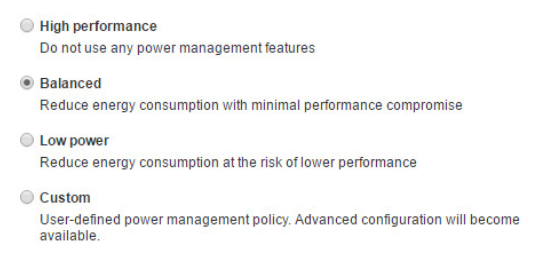 High performance
Do not use any power management features
Balanced
Reduce energy consumption with minimal performance compromise
Low power
Reduce energy consumption at the risk of lower performance
Custom
User-defined power management policy. Advanced configuration will become
available.